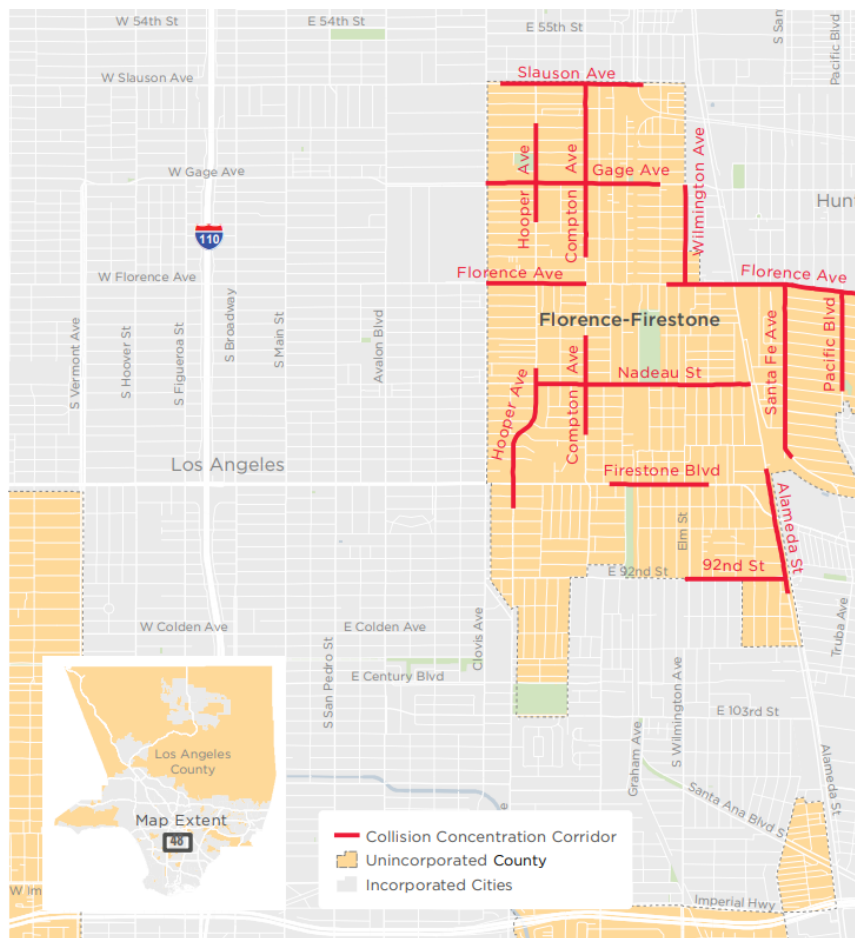 W 54th St
E 54th St
E 55th St
S San
Pacific Blvd
W Slauson Ave
Slauson Ave
W Gage Ave
Hooper Ave
Compton Ave
Gage Ave
Wilmington Ave
Hunt
110
W Florence Ave
Florence Ave
Florence Ave
S Vermont Ave
S Hoover St
S Figueroa St
S Broadway
S Main St
Avalon Blvd
Florence-Firestone
Santa Fe Ave
Pacific Blvd
Hooper Ave
Compton Ave
Nadeau St
Los Angeles
Firestone Blvd
Alameda St
Elm St
E 92nd St
92nd St
W Colden Ave
E Colden Ave
Clovis Ave
Truba Ave
S San Pedro St
E Century Blvd
S Wilmington Ave
E 103rd St
Graham Ave
Alameda St
Santa Ana Blvd S
Los Angeles
County
Map Extent
48
Collision Concentration Corridor
Unincorporated County
Incorporated Cities
W Im
Imperial Hwy